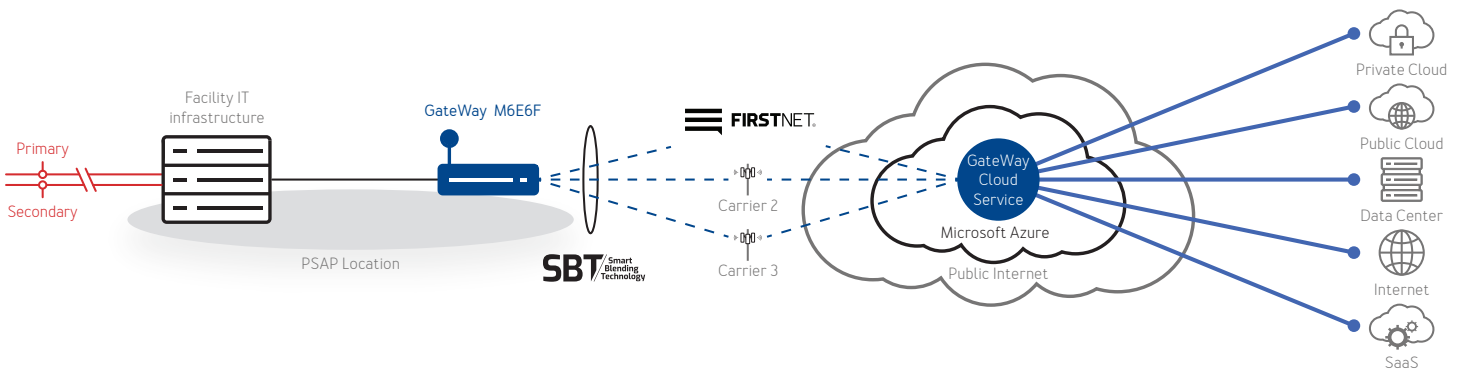 Primary
Secondary
Facility IT
infrastructure
PSAP Location
GateWay M6E6F
SBT Smart
Blending
Technology
FIRSTNET®
Carrier 2
Carrier 3
GateWay
Cloud
Service
Microsoft Azure
Public Internet
Private Cloud
Public Cloud
Data Center
Internet
SaaS